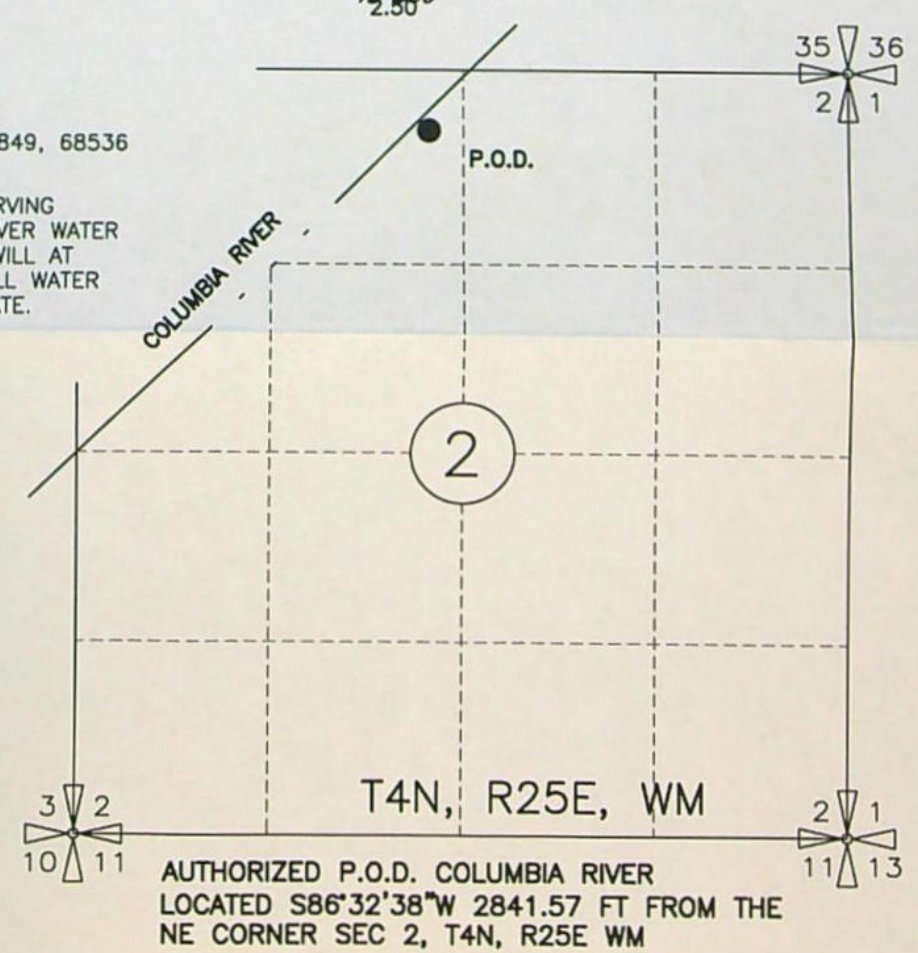 2.50
35 36
2 1
849, 68536
P.O.D.
RVING
VER WATER
WILL AT
LL WATER
TE.
COLUMBIA RIVER
2
T4N, R25E, WM
3 2
10 11
2 1
11 13
AUTHORIZED P.O.D. COLUMBIA RIVER
LOCATED S86°32'38"W 2841.57 FT FROM THE
NE CORNER SEC 2, T4N, R25E WM